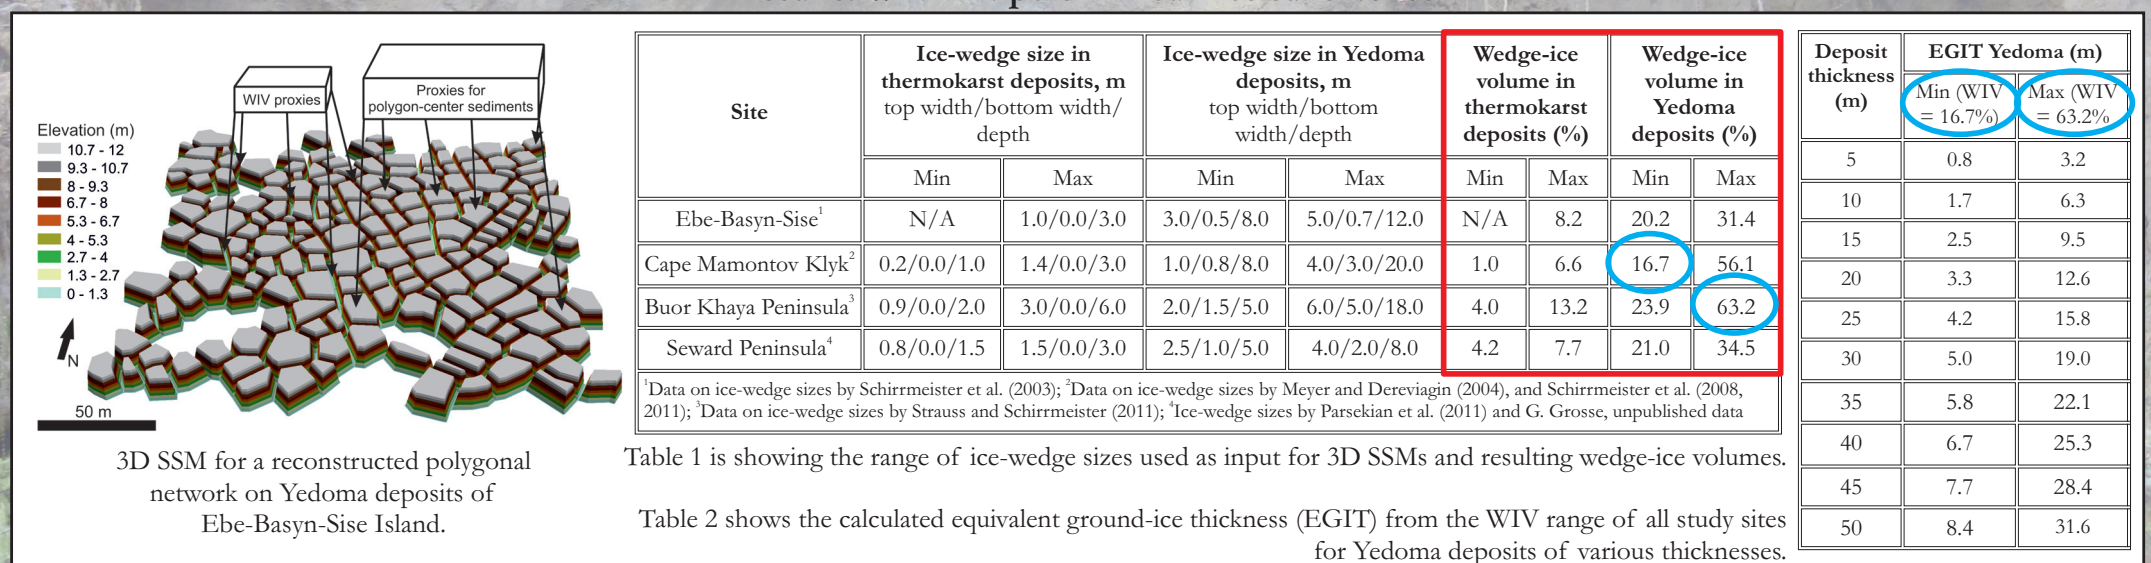 WIV proxies
Proxies for
polygon-center sediments
Elevation (m)
10.7 - 12
9.3 - 10.7
8 - 9.3
6.7 - 8
5.3 - 6.7
4 - 5.3
2.7 - 4
1.3 - 2.7
0 - 1.3
N
50 m
3D SSM for a reconstructed polygonal
network on Yedoma deposits of
Ebe-Basyn-Sise Island.
Site
Ice-wedge size in
thermokarst deposits, m
top width/bottom width/
depth
Ice-wedge size in Yedoma
deposits, m
top width/bottom
width/depth
Wedge-ice
volume in
thermokarst
deposits (%)
Wedge-ice
volume in
Yedoma
deposits (%)
Min Max Min Max Min Max Min Max
Ebe-Basyn-Sise¹ N/A 1.0/0.0/3.0 3.0/0.5/8.0 5.0/0.7/12.0 N/A 8.2 20.2 31.4
Cape Mamontov Klyk² 0.2/0.0/1.0 1.4/0.0/3.0 1.0/0.8/8.0 4.0/3.0/20.0 1.0 6.6 16.7 56.1
Buor Khaya Peninsula³ 0.9/0.0/2.0 3.0/0.0/6.0 2.0/1.5/5.0 6.0/5.0/18.0 4.0 13.2 23.9 63.2
Seward Peninsula⁴ 0.8/0.0/1.5 1.5/0.0/3.0 2.5/1.0/5.0 4.0/2.0/8.0 4.2 7.7 21.0 34.5
¹Data on ice-wedge sizes by Schirrmeister et al. (2003); ²Data on ice-wedge sizes by Meyer and Dereviagin (2004), and Schirrmeister et al. (2008,
2011); ³Data on ice-wedge sizes by Strauss and Schirrmeister (2011); ⁴Ice-wedge sizes by Parsekian et al. (2011) and G. Grosse, unpublished data
Table 1 is showing the range of ice-wedge sizes used as input for 3D SSMs and resulting wedge-ice volumes.
Table 2 shows the calculated equivalent ground-ice thickness (EGIT) from the WIV range of all study sites
for Yedoma deposits of various thicknesses.
Deposit
thickness
(m)
EGIT Yedoma (m)
Min (WIV
= 16.7%)
Max (WIV
= 63.2%
5 0.8 3.2
10 1.7 6.3
15 2.5 9.5
20 3.3 12.6
25 4.2 15.8
30 5.0 19.0
35 5.8 22.1
40 6.7 25.3
45 7.7 28.4
50 8.4 31.6